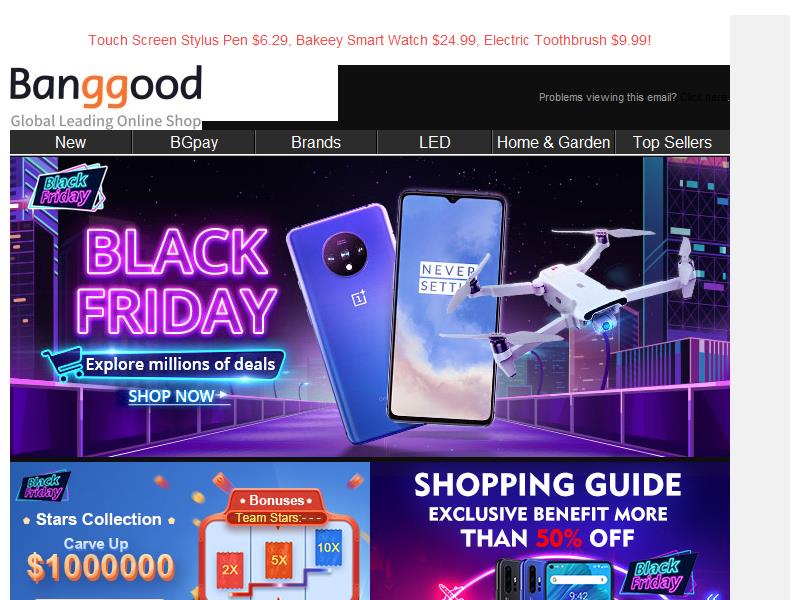 Touch Screen Stylus Pen $6.29, Bakeey Smart Watch $24.99, Electric Toothbrush $9.99!
Banggood
Global Leading Online Shop
Problems viewing this email? Click here.
New
BGpay
Brands
LED
Home & Garden
Top Sellers
Black
Friday
BLACK
FRIDAY
Explore millions of deals
SHOP NOW
NEVER
SETTL
Black
Friday
Stars Collection
Carve Up
$1000000
Bonuses
Team Stars:- - -
2X
5X
10X
SHOPPING GUIDE
EXCLUSIVE BENEFIT MORE
THAN 50% OFF
Black
Friday
9:42